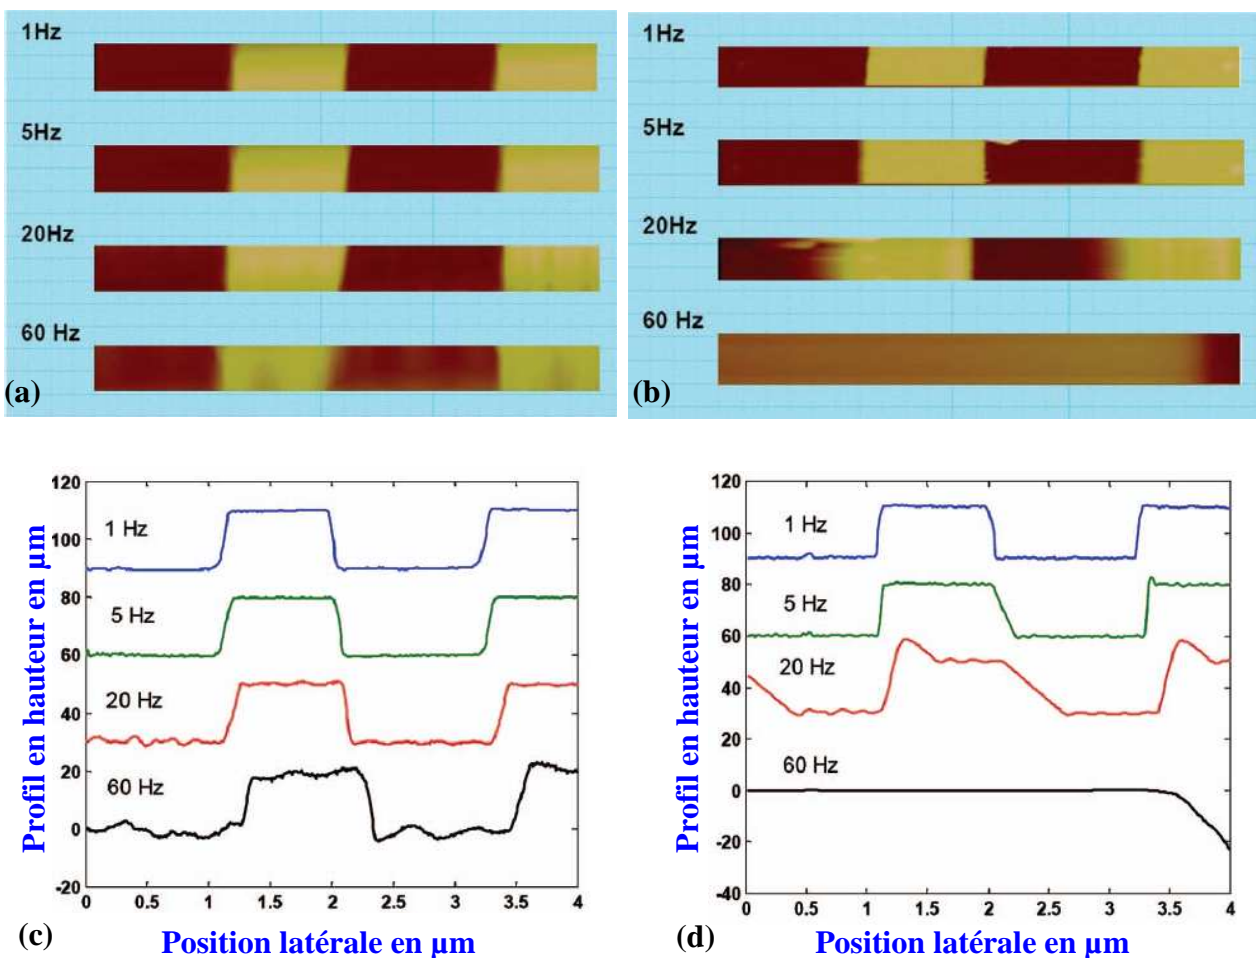 1Hz
5Hz
20Hz
60 Hz
(a)
1Hz
5Hz
20Hz
60 Hz
(b)
Profil en hauteur en µm
120
100
80
60
40
20
0
-20
1 Hz
5 Hz
20 Hz
60 Hz
0 0.5 1 1.5 2 2.5 3 3.5 4
(c)
Position latérale en µm
Profil en hauteur en µm
120
100
80
60
40
20
0
-20
-40
1 Hz
5 Hz
20 Hz
60 Hz
0 0.5 1 1.5 2 2.5 3 3.5 4
(d)
Position latérale en µm